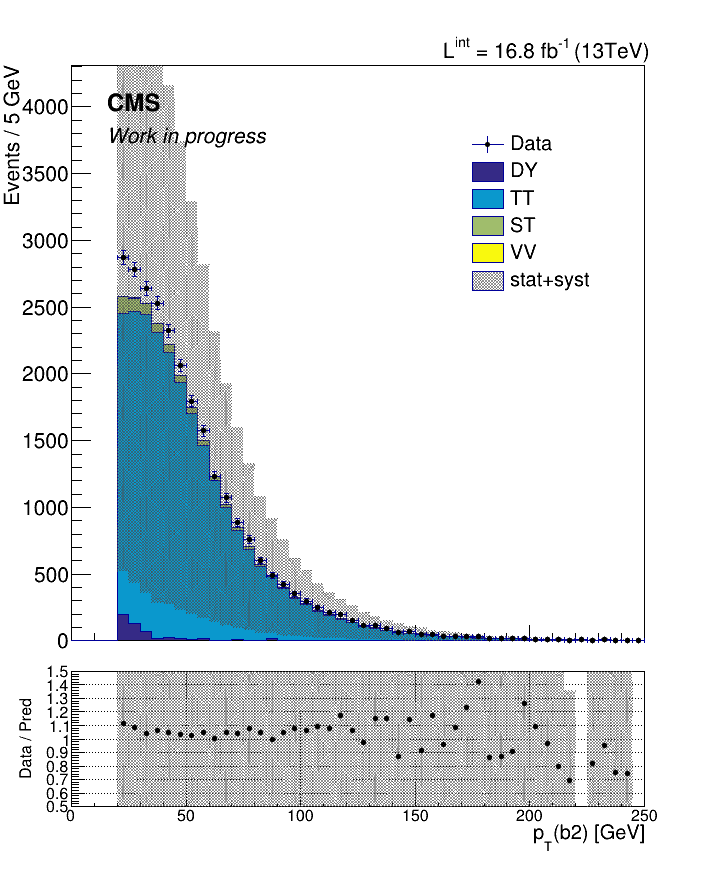 L^int = 16.8 fb^-1 (13TeV)
Events / 5 GeV
CMS
Work in progress
Data
DY
TT
ST
VV
stat+syst
4000
3500
3000
2500
2000
1500
1000
500
0
Data / Pred
1.5
1.4
1.3
1.2
1.1
1
0.9
0.8
0.7
0.6
0.5
0 50 100 150 200 250
p_T(b2) [GeV]